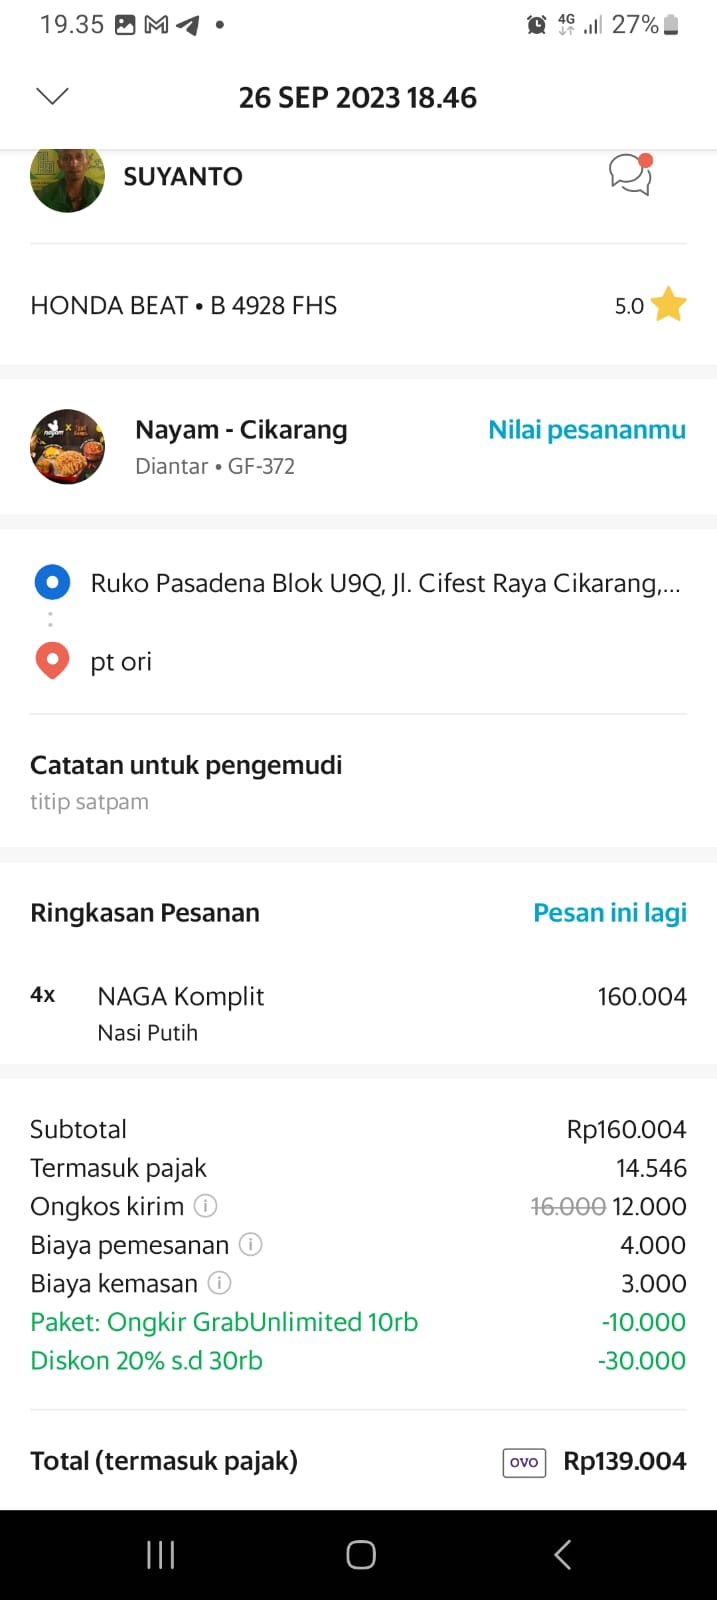 19.35
4G
27%
26 SEP 2023 18.46
SUYANTO
HONDA BEAT • B 4928 FHS
5.0
nayam
Nayam - Cikarang
Nilai pesananmu
Diantar • GF-372
Ruko Pasadena Blok U9Q, Jl. Cifest Raya Cikarang,...
pt ori
Catatan untuk pengemudi
titip satpam
Ringkasan Pesanan
Pesan ini lagi
4x NAGA Komplit 160.004
Nasi Putih
Subtotal Rp160.004
Termasuk pajak 14.546
Ongkos kirim 16.000 12.000
Biaya pemesanan 4.000
Biaya kemasan 3.000
Paket: Ongkir GrabUnlimited 10rb -10.000
Diskon 20% s.d 30rb -30.000
Total (termasuk pajak) OVO Rp139.004